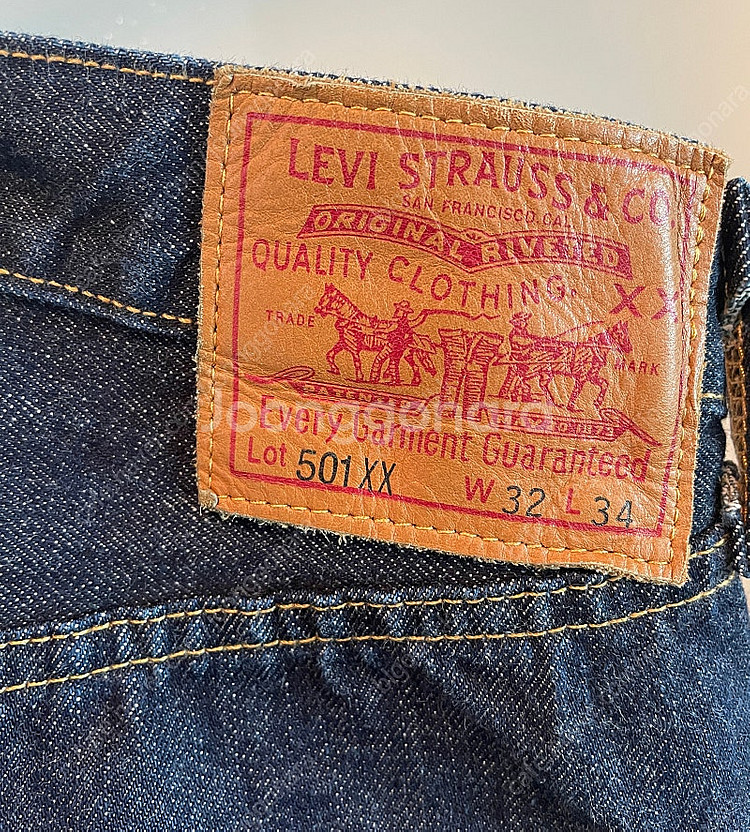 LEVI STRAUSS & CO
SAN FRANCISCO, CAL.
ORIGINAL RIVETED
QUALITY CLOTHING.
XX
TRADE MARK
Every Garment Guaranteed
Lot 501XX
W 32 L 34